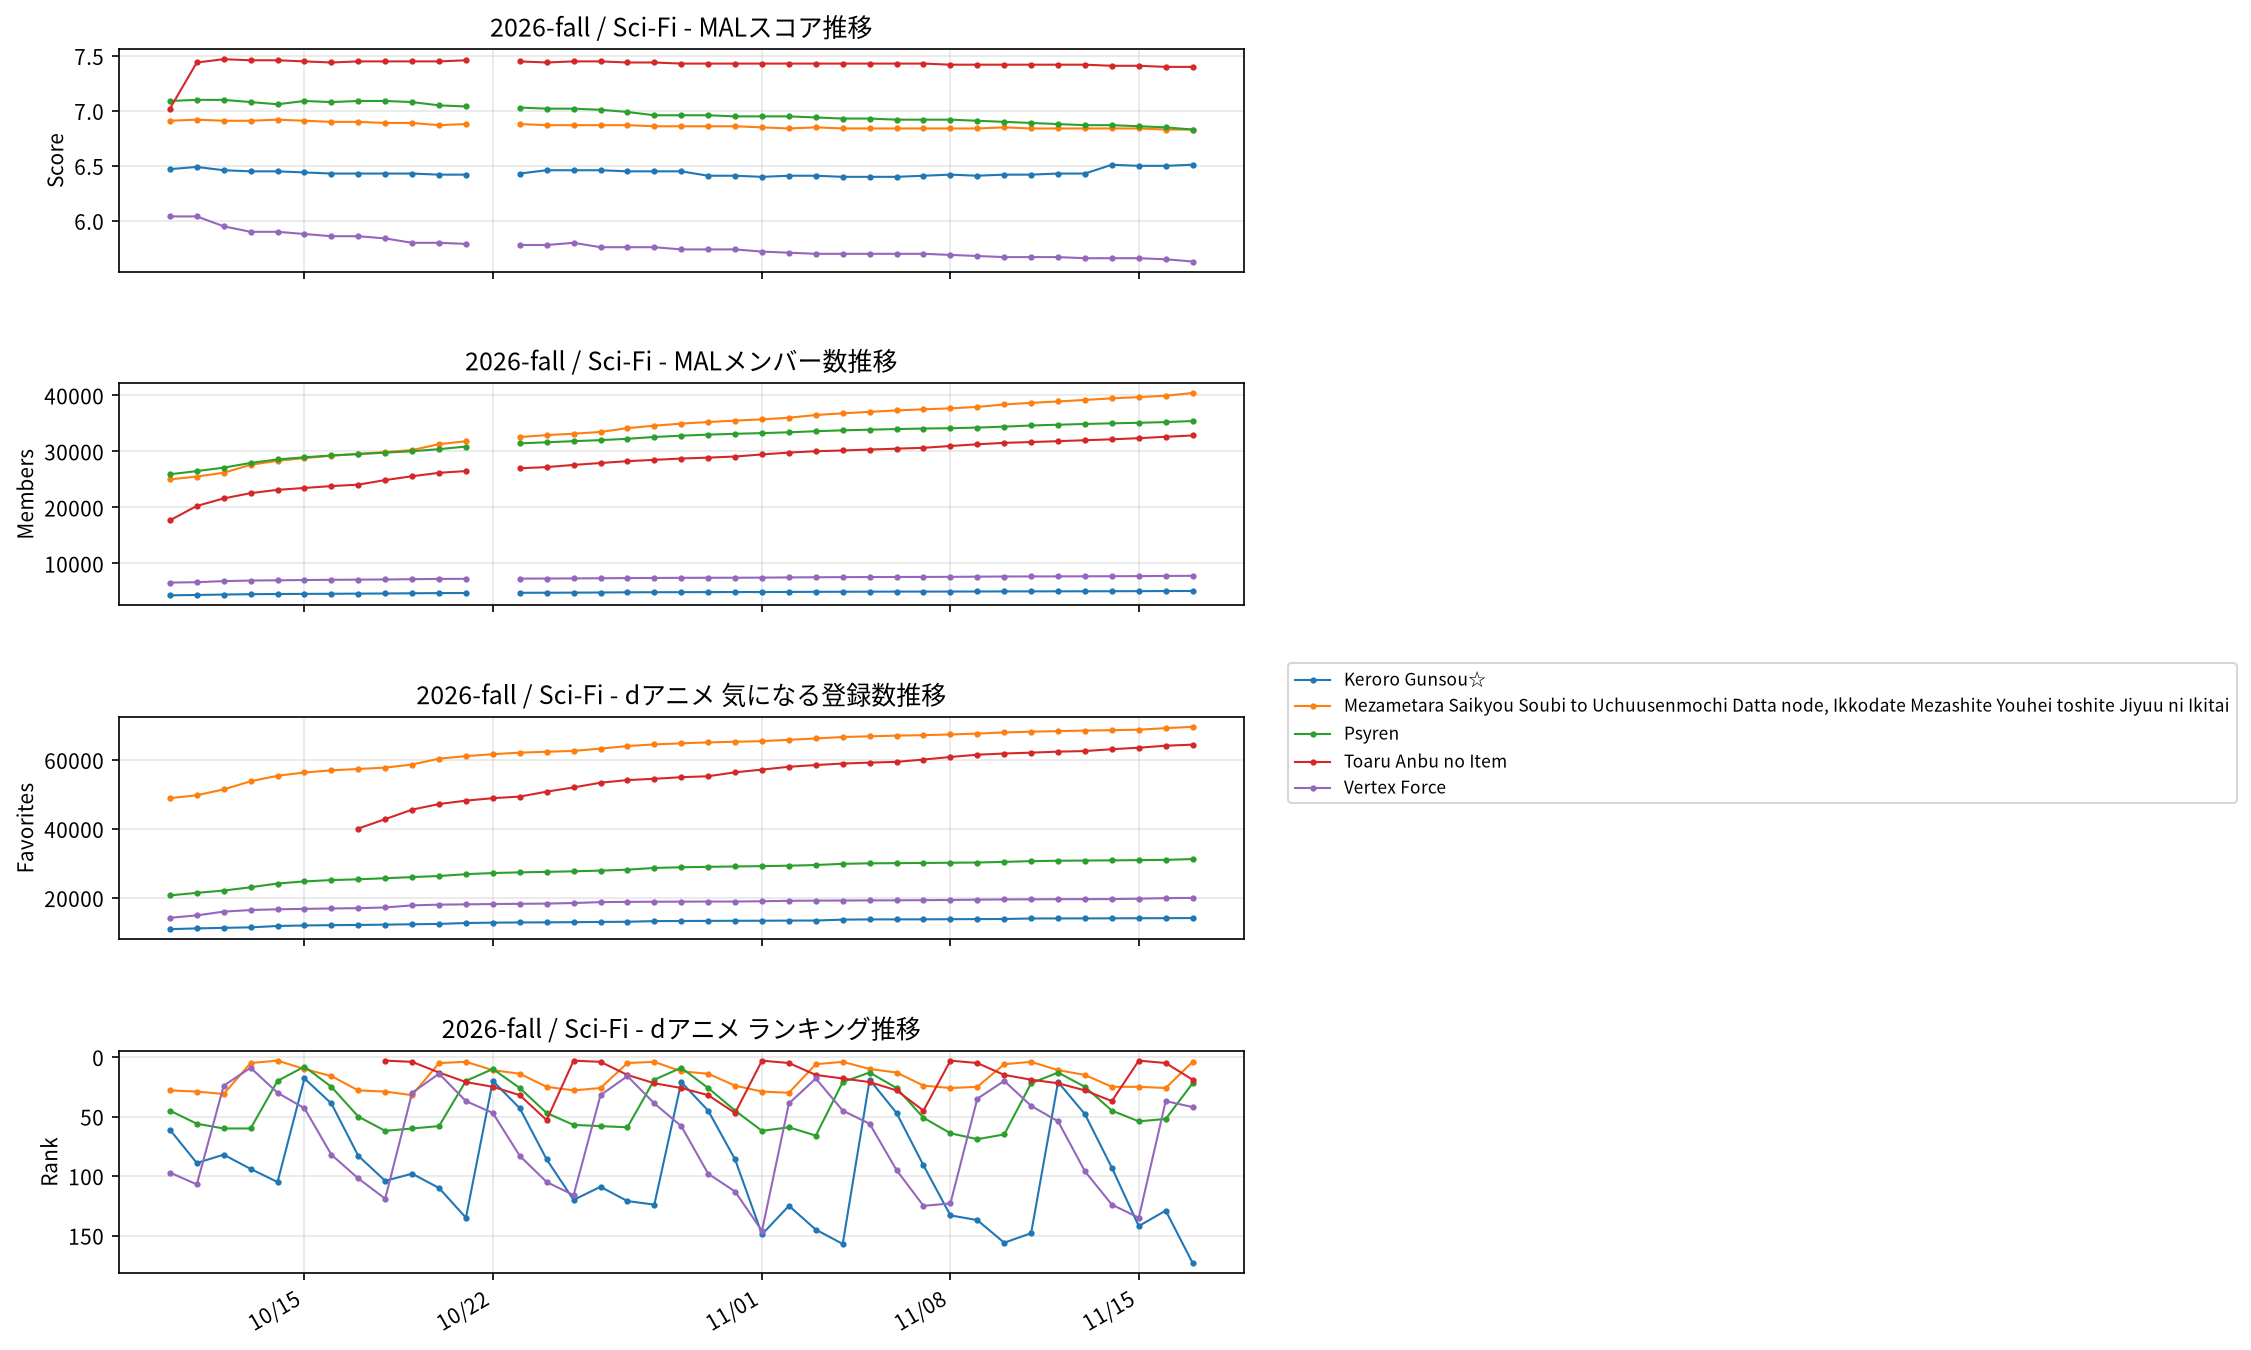 2026-fall / Sci-Fi - MALスコア推移
7.5
7.0
6.5
6.0
Score
2026-fall / Sci-Fi - MALメンバー数推移
40000
30000
20000
10000
Members
2026-fall / Sci-Fi - dアニメ 気になる登録数推移
60000
40000
20000
Favorites
Keroro Gunsou☆
Mezametara Saikyou Soubi to Uchuusenmochi Datta node, Ikkodate Mezashite Youhei toshite Jiyuu ni Ikitai
Psyren
Toaru Anbu no Item
Vertex Force
2026-fall / Sci-Fi - dアニメ ランキング推移
0
50
100
150
Rank
10/15
10/22
11/01
11/08
11/15